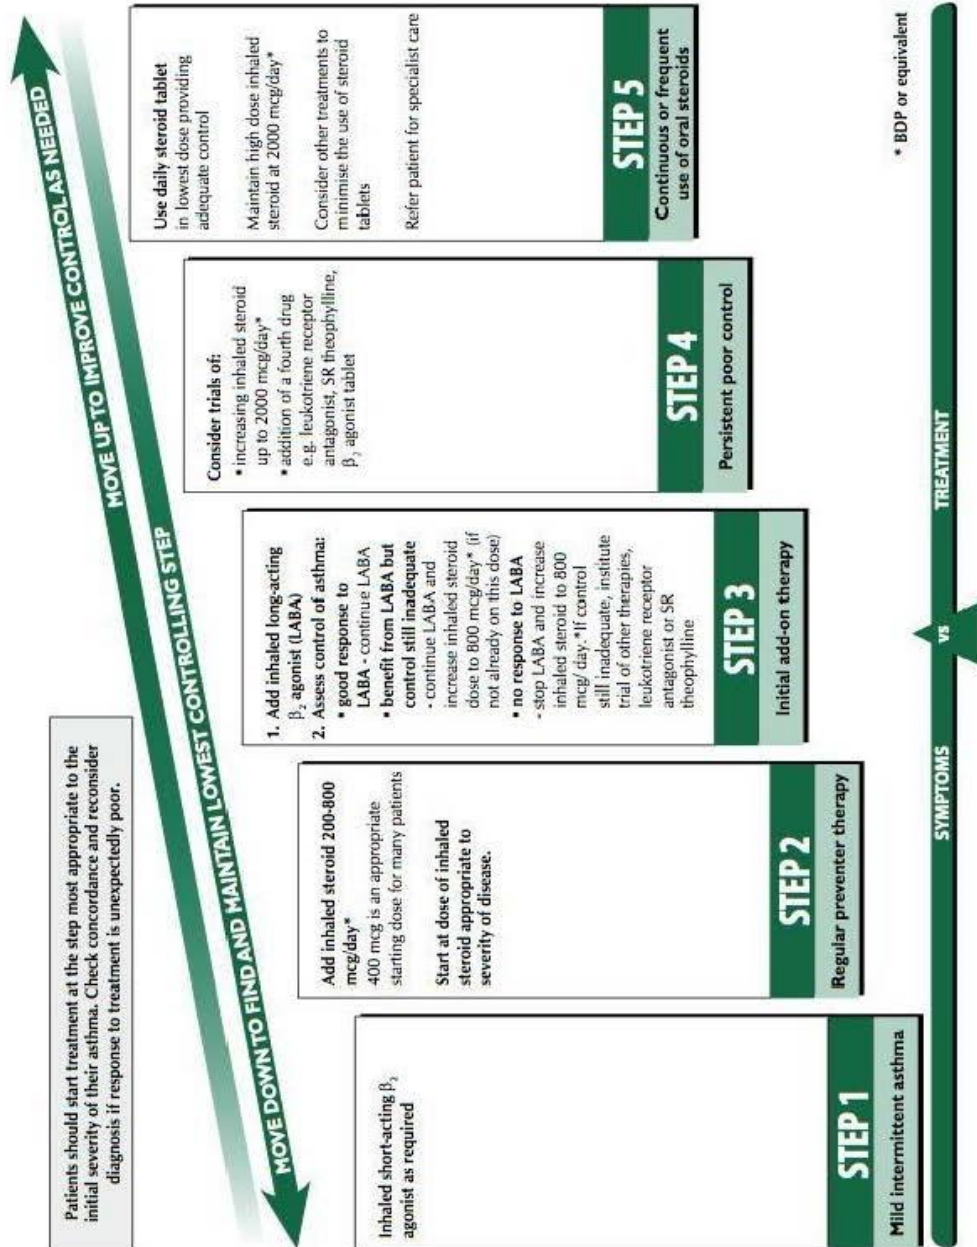 Patients should start treatment at the step most appropriate to the
initial severity of their asthma. Check concordance and reconsider
diagnosis if response to treatment is unexpectedly poor.
MOVE UP TO IMPROVE CONTROL AS NEEDED
MOVE DOWN TO FIND AND MAINTAIN LOWEST CONTROLLING STEP
Inhaled short-acting β₂
agonist as required
STEP 1
Mild intermittent asthma
Add inhaled steroid 200-800
mcg/day*
400 mcg is an appropriate
starting dose for many patients
Start at dose of inhaled
steroid appropriate to
severity of disease.
STEP 2
Regular preventer therapy
1. Add inhaled long-acting
β₂ agonist (LABA)
2. Assess control of asthma:
• good response to
LABA - continue LABA
• benefit from LABA but
control still inadequate
- continue LABA and
increase inhaled steroid
dose to 800 mcg/day* (if
not already on this dose)
• no response to LABA
- stop LABA and increase
inhaled steroid to 800
mcg/ day.*If control
still inadequate, institute
trial of other therapies,
leukotriene receptor
antagonist or SR
theophylline
STEP 3
Initial add-on therapy
Consider trials of:
• increasing inhaled steroid
up to 2000 mcg/day*
• addition of a fourth drug
e.g. leukotriene receptor
antagonist, SR theophylline,
β₂ agonist tablet
STEP 4
Persistent poor control
Use daily steroid tablet
in lowest dose providing
adequate control
Maintain high dose inhaled
steroid at 2000 mcg/day*
Consider other treatments to
minimise the use of steroid
tablets
Refer patient for specialist care
STEP 5
Continuous or frequent
use of oral steroids
* BDP or equivalent
SYMPTOMS vs TREATMENT